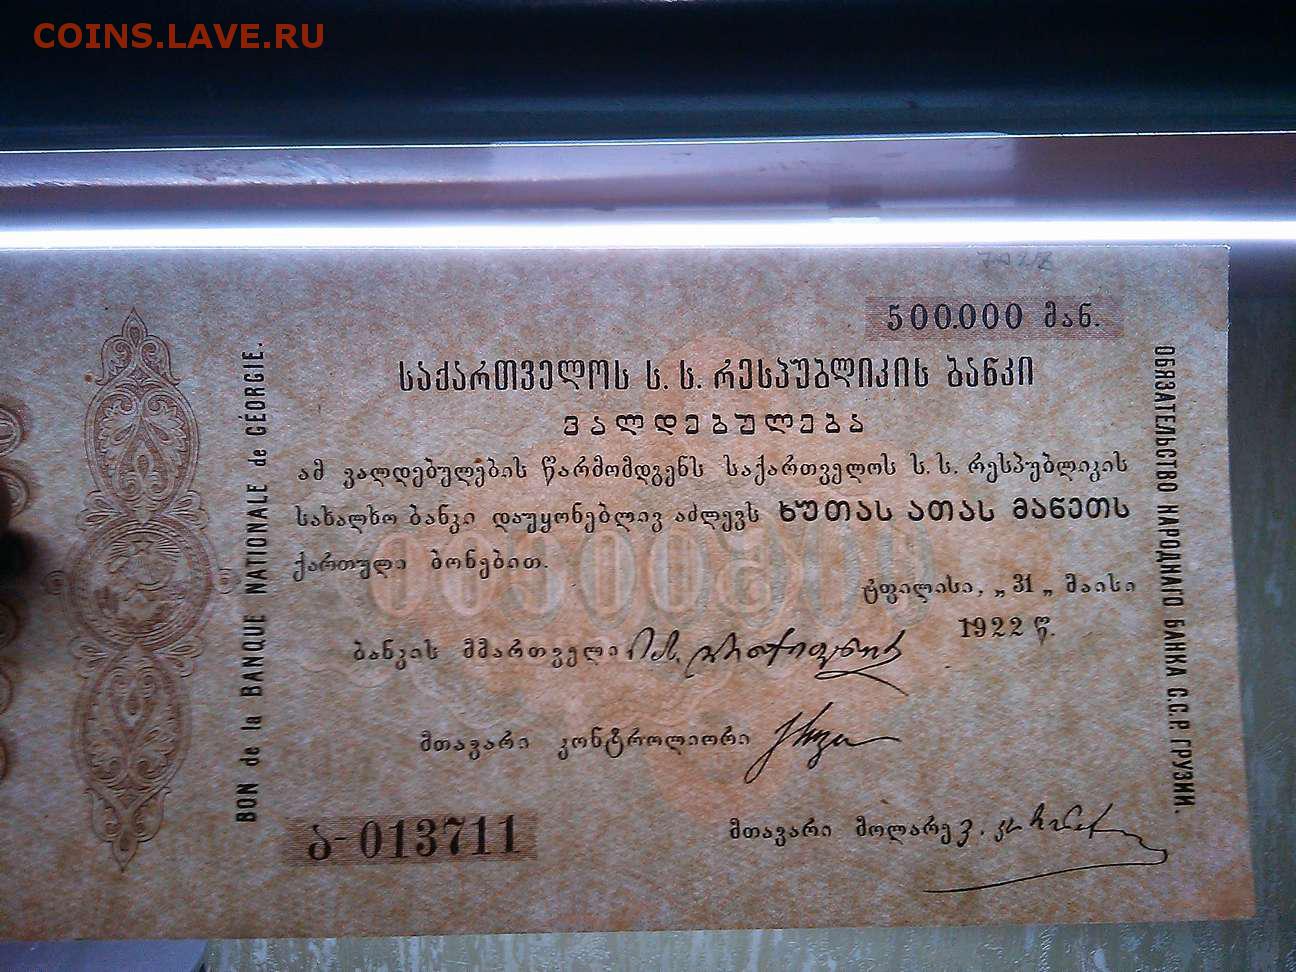 COINS.LAVE.RU
500.000 მან.
საქართველოს ს. ს. რესპუბლიკის ბანკი
ვალდებულება
ამ ვალდებულების წარმომდგენს საქართველოს ს. ს. რესპუბლიკის
სახალხო ბანკი დაუყონებლივ აძლევს ხუთას ათას მანეთს
ქართული ბონებით.
ტფილისი, „ 31 „ მაისი
1922 წ.
ბანკის მმართველი
მთავარი კონტროლიორი
მთავარი მოლარე
ბ-013711
BON de la BANQUE NATIONALE de GÉORGIE.
ОБЯЗАТЕЛЬСТВО НАРОДНАГО БАНКА С.С.Р. ГРУЗИИ.